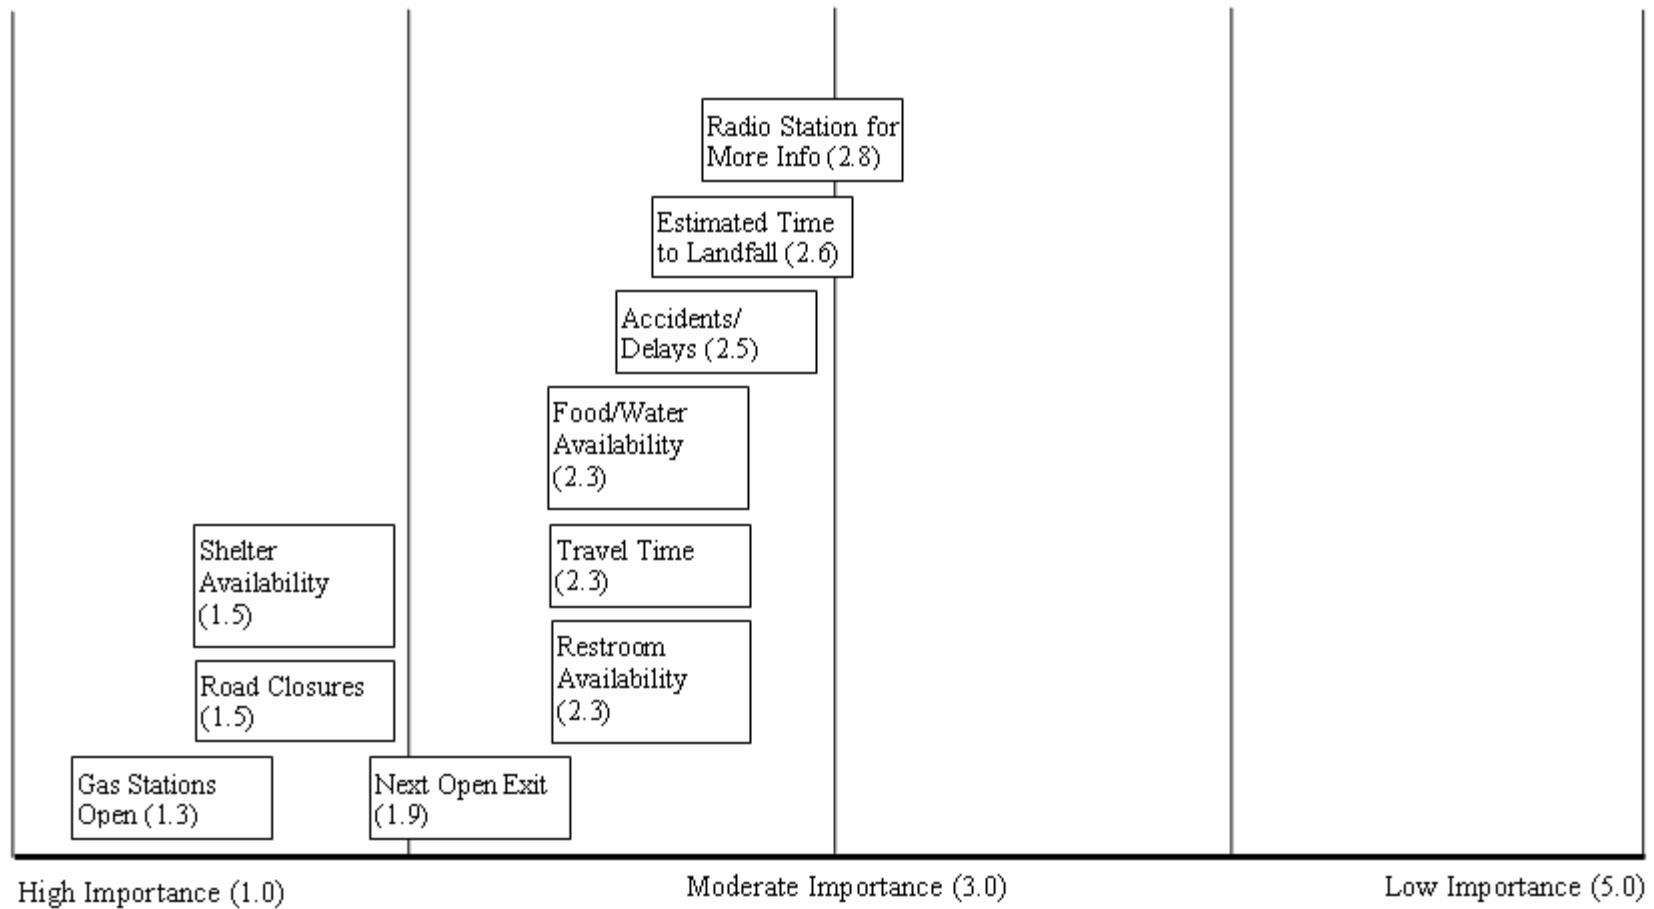 Radio Station for
More Info (2.8)
Estimated Time
to Landfall (2.6)
Accidents/
Delays (2.5)
Food/Water
Availability
(2.3)
Shelter
Availability
(1.5)
Travel Time
(2.3)
Restroom
Availability
(2.3)
Road Closures
(1.5)
Gas Stations
Open (1.3)
Next Open Exit
(1.9)
High Importance (1.0)
Moderate Importance (3.0)
Low Importance (5.0)